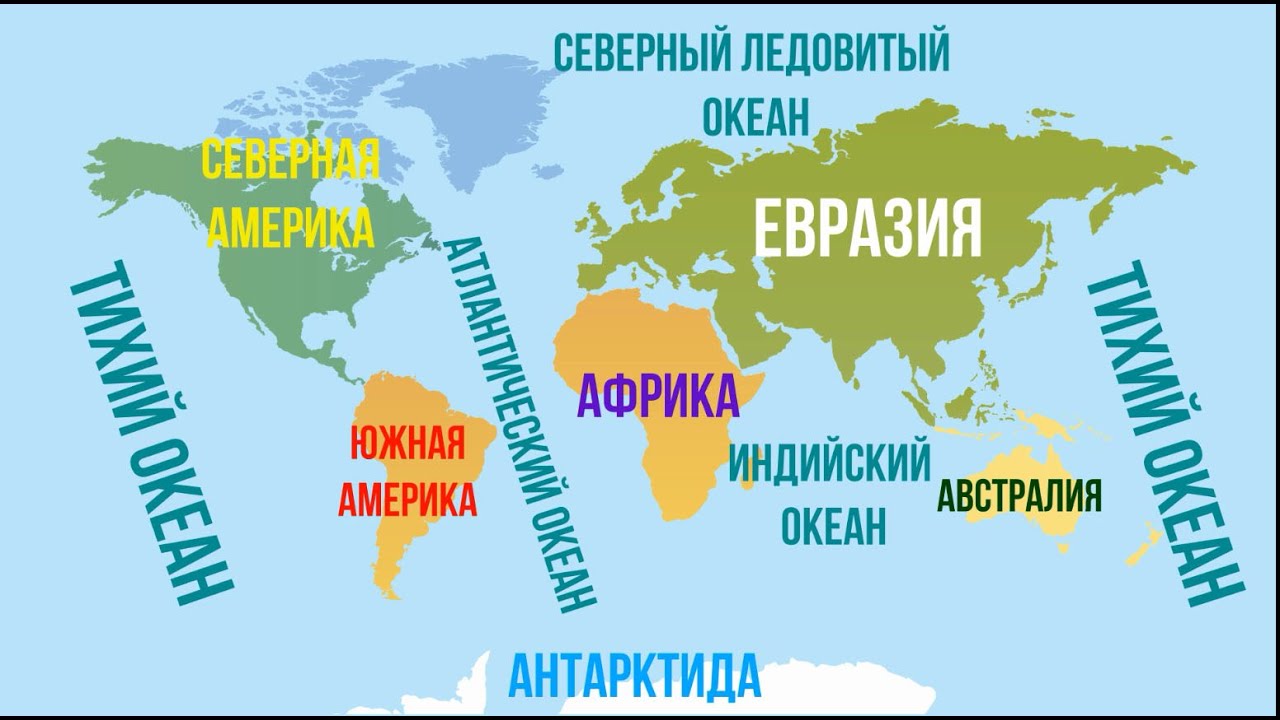 СЕВЕРНЫЙ ЛЕДОВИТЫЙ
ОКЕАН
СЕВЕРНАЯ
АМЕРИКА
ЕВРАЗИЯ
ТИХИЙ ОКЕАН
АТЛАНТИЧЕСКИЙ ОКЕАН
ТИХИЙ ОКЕАН
АФРИКА
ЮЖНАЯ
АМЕРИКА
ИНДИЙСКИЙ
ОКЕАН
АВСТРАЛИЯ
АНТАРКТИДА